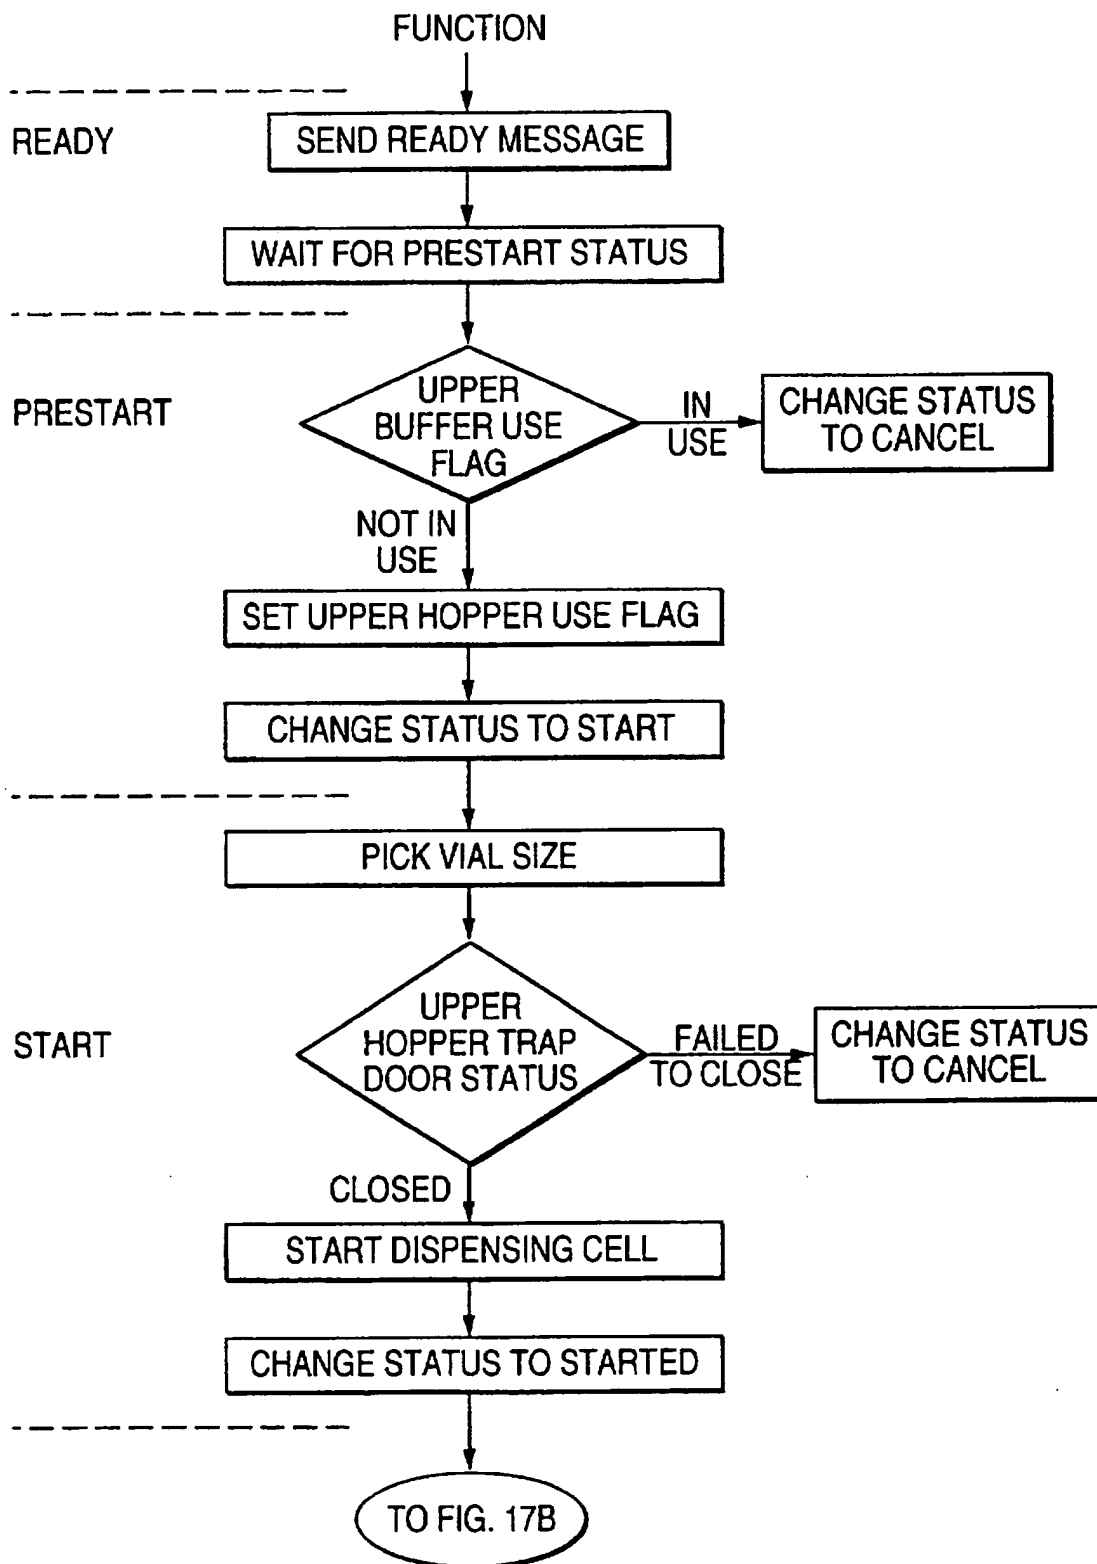 FUNCTION
READY
SEND READY MESSAGE
WAIT FOR PRESTART STATUS
PRESTART
UPPER
BUFFER USE
FLAG
IN
USE
CHANGE STATUS
TO CANCEL
NOT IN
USE
SET UPPER HOPPER USE FLAG
CHANGE STATUS TO START
PICK VIAL SIZE
START
UPPER
HOPPER TRAP
DOOR STATUS
FAILED
TO CLOSE
CHANGE STATUS
TO CANCEL
CLOSED
START DISPENSING CELL
CHANGE STATUS TO STARTED
TO FIG. 17B